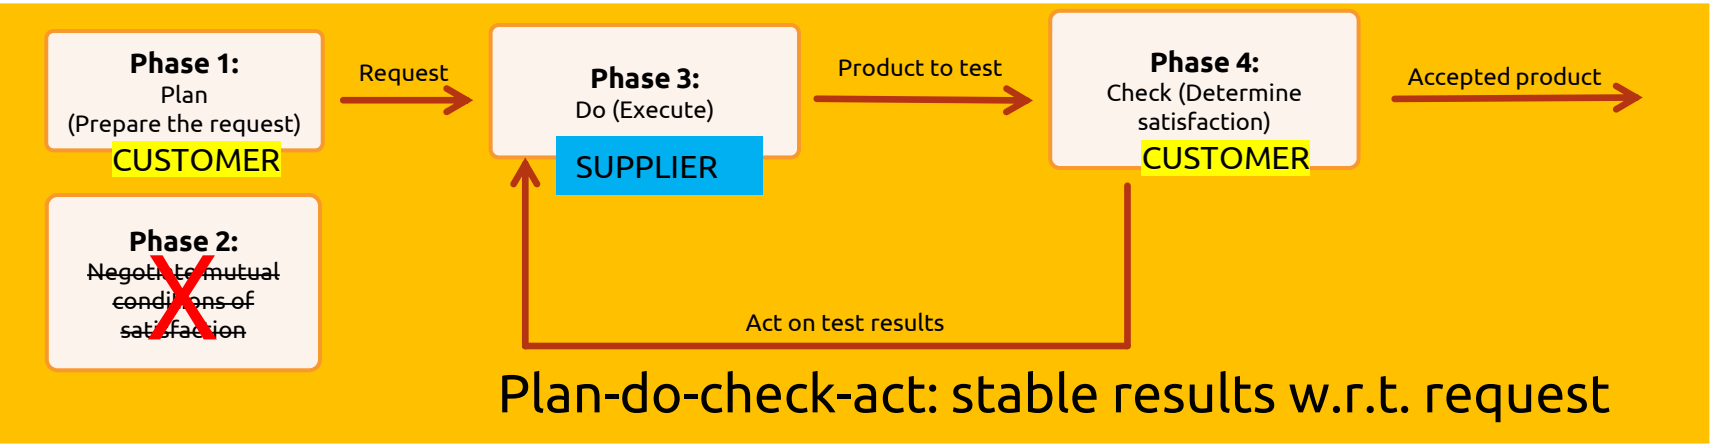 Phase 1:
Plan
(Prepare the request)
CUSTOMER
Request
Phase 3:
Do (Execute)
SUPPLIER
Product to test
Phase 4:
Check (Determine
satisfaction)
CUSTOMER
Accepted product
Phase 2:
Negotiate mutual
conditions of
satisfaction
X
Act on test results
Plan-do-check-act: stable results w.r.t. request